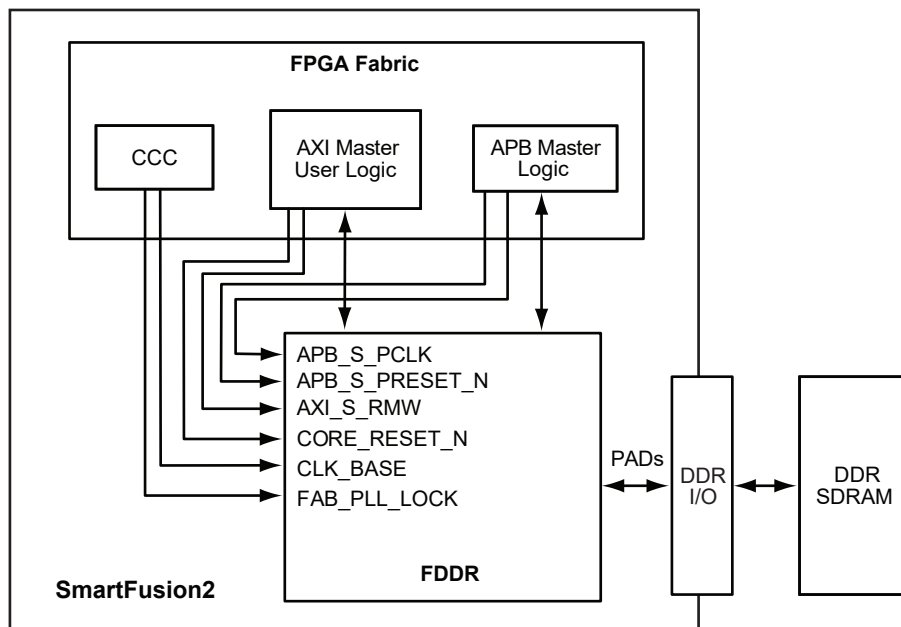 FPGA Fabric
CCC
AXI Master
User Logic
APB Master
Logic
APB_S_PCLK
APB_S_PRESET_N
AXI_S_RMW
CORE_RESET_N
CLK_BASE
FAB_PLL_LOCK
FDDR
PADs
DDR
I/O
DDR
SDRAM
SmartFusion2